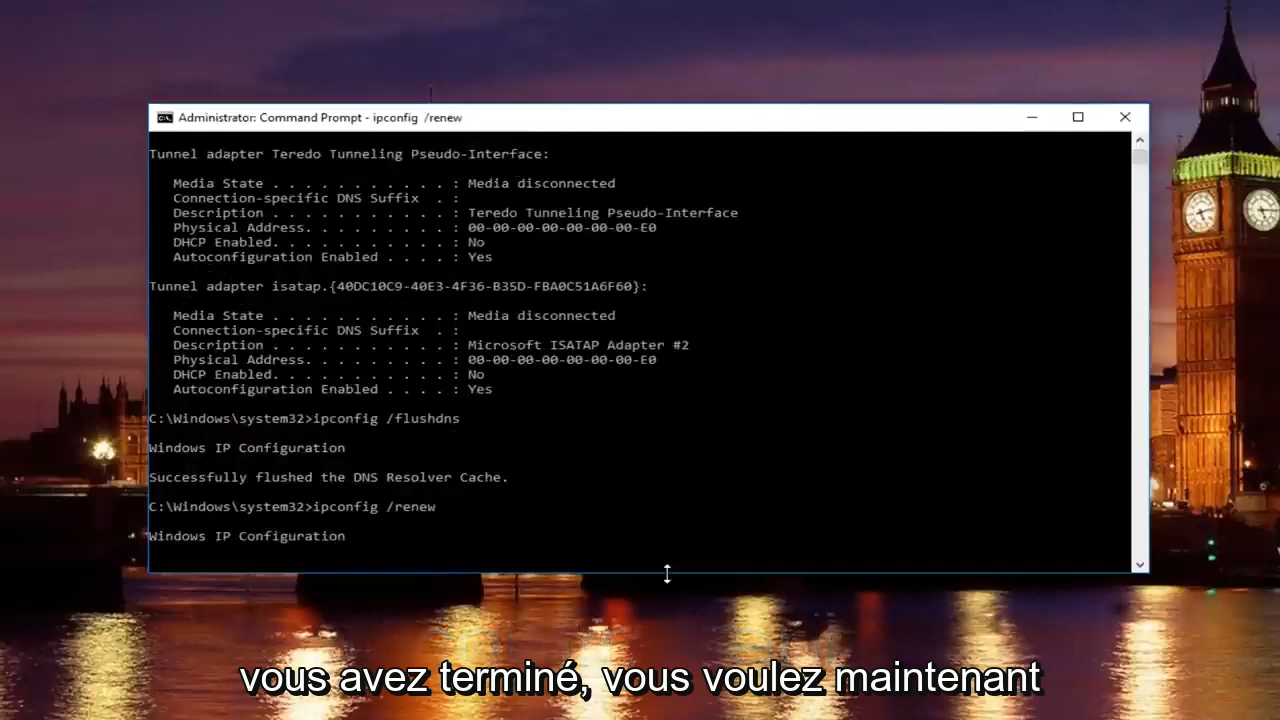 Administrator: Command Prompt - ipconfig  /renew
Tunnel adapter Teredo Tunneling Pseudo-Interface:
Media State . . . . . . . . . . . : Media disconnected
Connection-specific DNS Suffix  . :
Description . . . . . . . . . . . : Teredo Tunneling Pseudo-Interface
Physical Address. . . . . . . . . : 00-00-00-00-00-00-00-E0
DHCP Enabled. . . . . . . . . . . : No
Autoconfiguration Enabled . . . . : Yes
Tunnel adapter isatap.{40DC10C9-40E3-4F36-B35D-FBA0C51A6F60}:
Media State . . . . . . . . . . . : Media disconnected
Connection-specific DNS Suffix  . :
Description . . . . . . . . . . . : Microsoft ISATAP Adapter #2
Physical Address. . . . . . . . . : 00-00-00-00-00-00-00-E0
DHCP Enabled. . . . . . . . . . . : No
Autoconfiguration Enabled . . . . : Yes
C:\Windows\system32>ipconfig /flushdns
Windows IP Configuration
Successfully flushed the DNS Resolver Cache.
C:\Windows\system32>ipconfig /renew
Windows IP Configuration
vous avez terminé, vous voulez maintenant